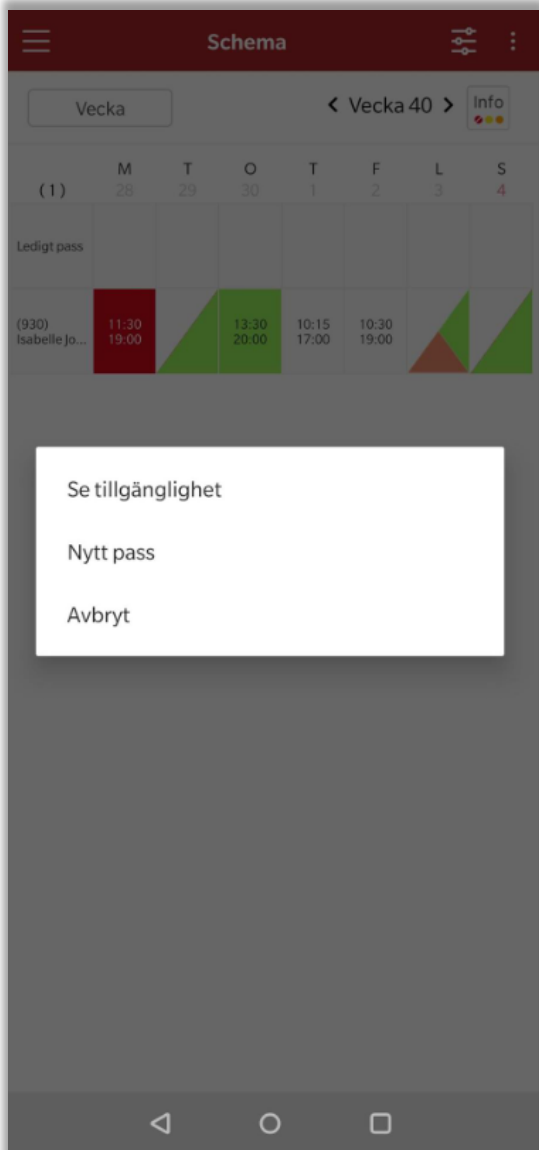 Schema
Vecka
Vecka 40
Info
M T O T F L S
(1) 28 29 30 1 2 3 4
Ledigt pass
(930) 11:30 13:30 10:15 10:30
Isabelle Jo... 19:00 20:00 17:00 19:00
Se tillgänglighet
Nytt pass
Avbryt